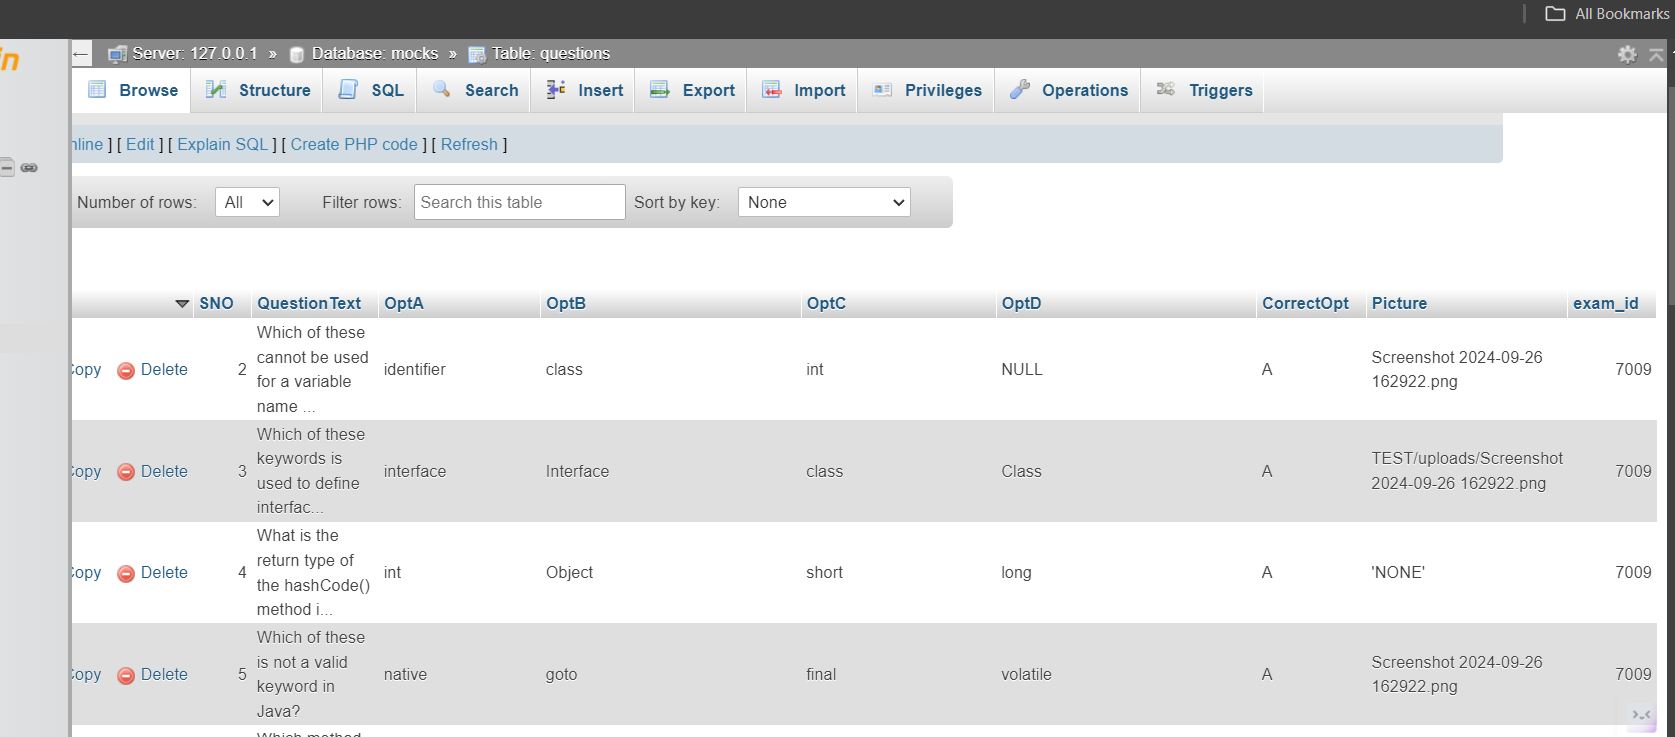 All Bookmarks
in
Server: 127.0.0.1 » Database: mocks » Table: questions
Browse Structure SQL Search Insert Export Import Privileges Operations Triggers
nline ] [ Edit ] [ Explain SQL ] [ Create PHP code ] [ Refresh ]
Number of rows: All Filter rows: Search this table Sort by key: None
SNO QuestionText OptA OptB OptC OptD CorrectOpt Picture exam_id
Which of these
cannot be used
for a variable
name ...
Copy Delete 2 identifier class int NULL A Screenshot 2024-09-26
162922.png 7009
Which of these
keywords is
used to define
interfac...
Copy Delete 3 interface Interface class Class A TEST/uploads/Screenshot
2024-09-26 162922.png 7009
What is the
return type of
the hashCode()
method i...
Copy Delete 4 int Object short long A 'NONE' 7009
Which of these
is not a valid
keyword in
Java?
Copy Delete 5 native goto final volatile A Screenshot 2024-09-26
162922.png 7009
Which method